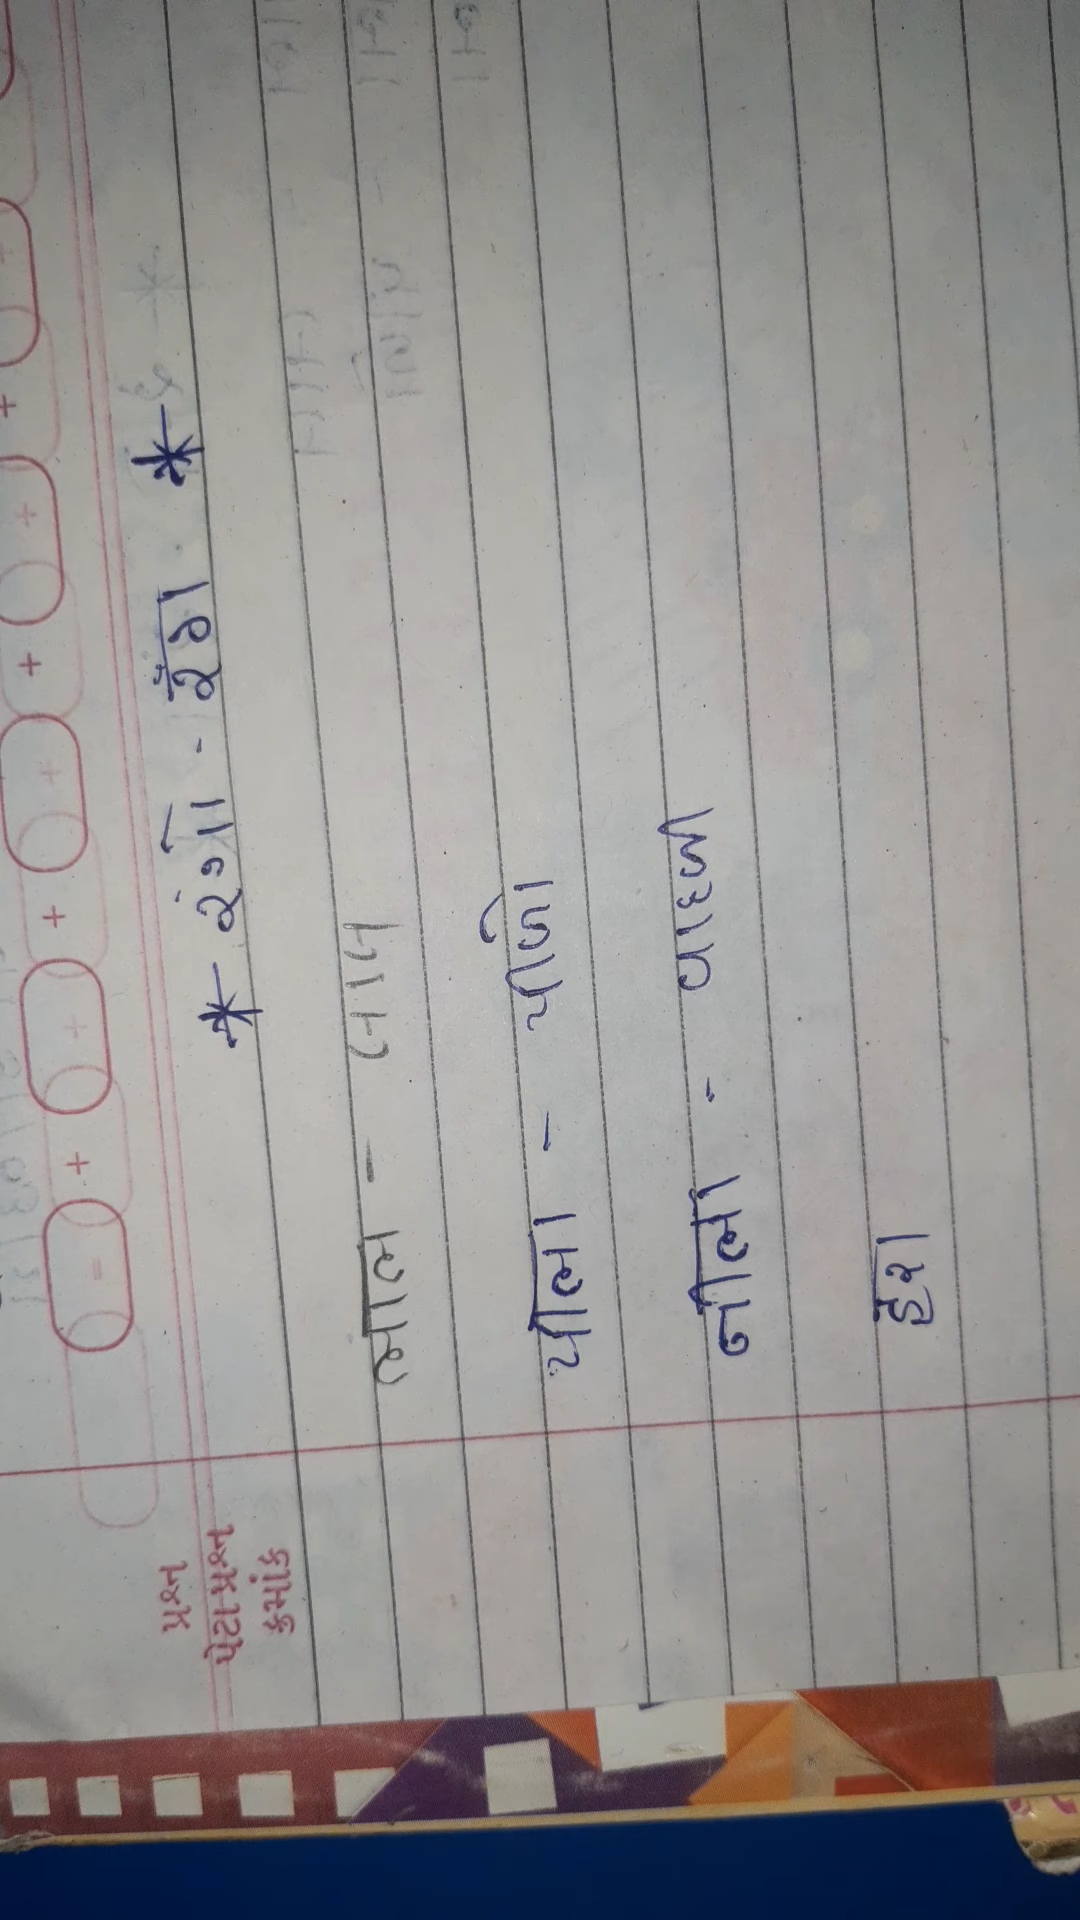 પ્રશ્ન
પેટા પ્રશ્ન
ક્રમાંક
* રંગો - रंग *
लाल - લાલ
पीला - પીળો
नीला - વાદળી
हरा